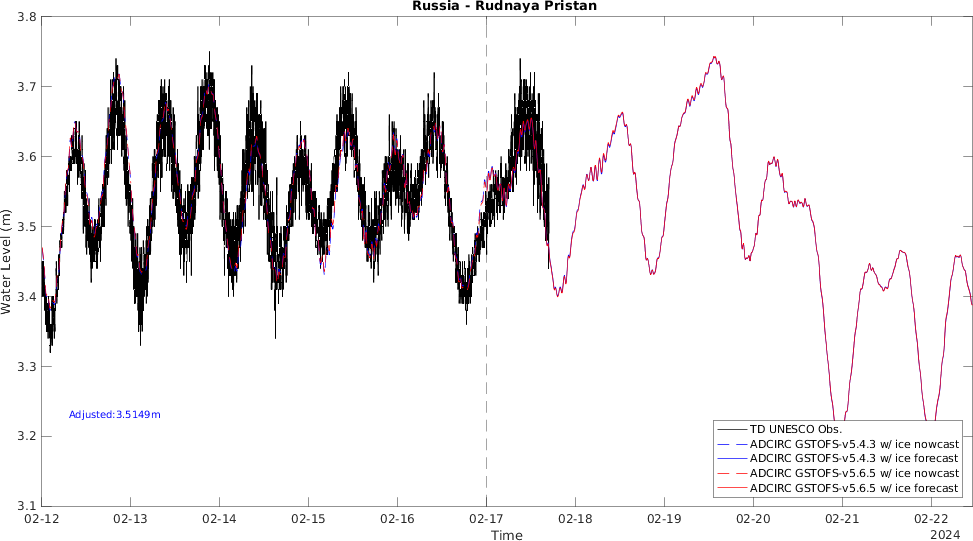 Russia - Rudnaya Pristan
3.8
3.7
3.6
3.5
3.4
3.3
3.2
3.1
Water Level (m)
Adjusted:3.5149m
TD UNESCO Obs.
ADCIRC GSTOFS-v5.4.3 w/ ice nowcast
ADCIRC GSTOFS-v5.4.3 w/ ice forecast
ADCIRC GSTOFS-v5.6.5 w/ ice nowcast
ADCIRC GSTOFS-v5.6.5 w/ ice forecast
02-12 02-13 02-14 02-15 02-16 02-17 02-18 02-19 02-20 02-21 02-22
Time
2024